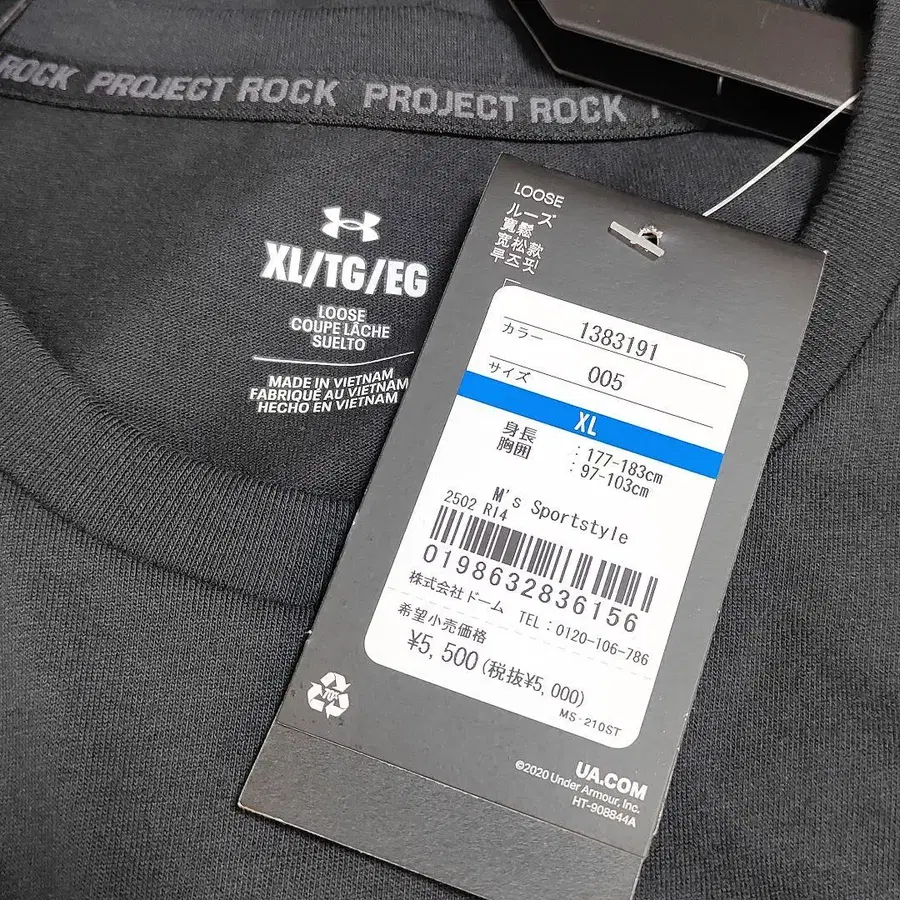 ROCK PROJECT ROCK PROJECT ROCK
XL/TG/EG
LOOSE
COUPE LÂCHE
SUELTO
MADE IN VIETNAM
FABRIQUÉ AU VIETNAM
HECHO EN VIETNAM
LOOSE
ルーズ
寬鬆
宽松款
루즈핏
1383191
カラー 005
サイズ
XL
身長 : 177-183cm
胸囲 : 97-103cm
M's Sportstyle
2502 RI4
0198632836156
株式会社ドーム TEL:0120-106-786
希望小売価格
¥5,500(税抜¥5,000)
MS-210ST
UA.COM
©2020 Under Armour, Inc.
HT-908844A